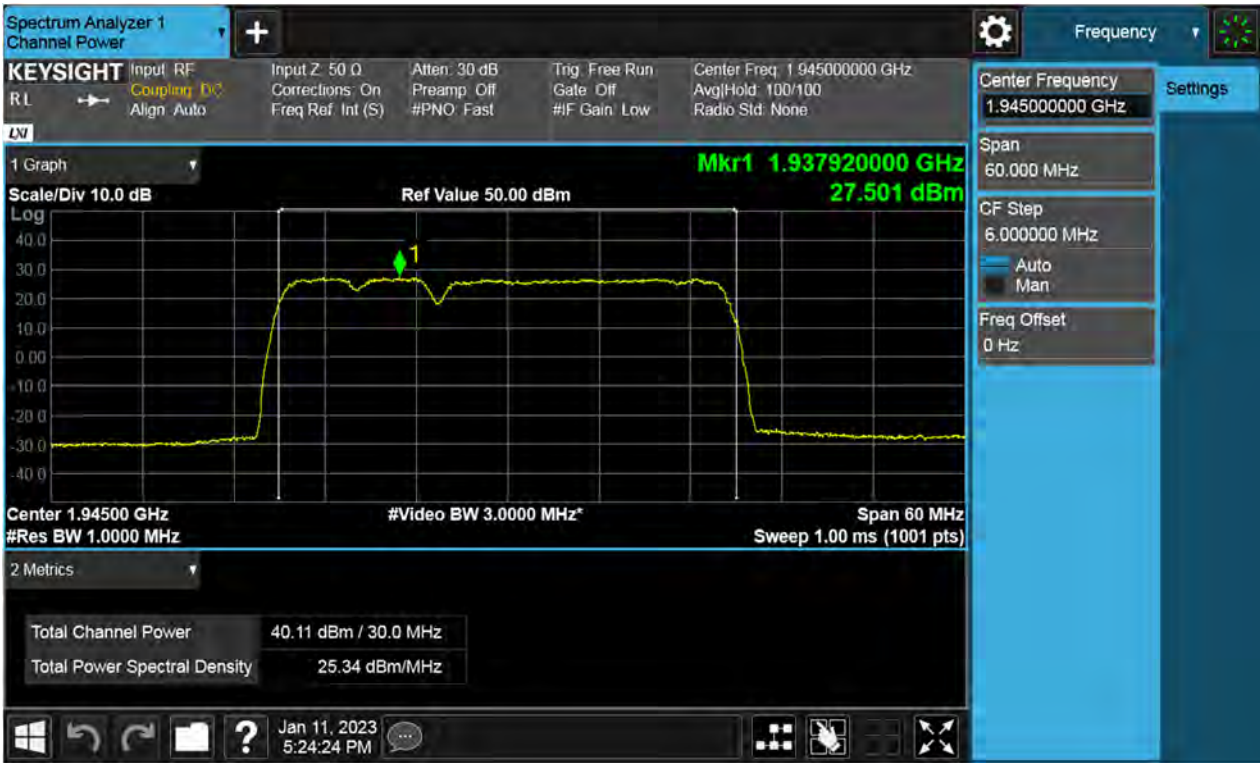 Spectrum Analyzer 1
Channel Power
+
Frequency
KEYSIGHT
R L
LXI
Input: RF
Coupling: DC
Align: Auto
Input Z: 50 Ω
Corrections: On
Freq Ref: Int (S)
Atten: 30 dB
Preamp: Off
#PNO: Fast
Trig: Free Run
Gate: Off
#IF Gain: Low
Center Freq: 1.945000000 GHz
Avg|Hold: 100/100
Radio Std: None
Center Frequency
1.945000000 GHz
Settings
Span
60.000 MHz
CF Step
6.000000 MHz
Auto
Man
Freq Offset
0 Hz
1 Graph
Mkr1 1.937920000 GHz
27.501 dBm
Scale/Div 10.0 dB
Ref Value 50.00 dBm
Log
40.0
30.0
20.0
10.0
0.00
-10.0
-20.0
-30.0
-40.0
1
Center 1.94500 GHz
#Video BW 3.0000 MHz*
Span 60 MHz
#Res BW 1.0000 MHz
Sweep 1.00 ms (1001 pts)
2 Metrics
Total Channel Power 40.11 dBm / 30.0 MHz
Total Power Spectral Density 25.34 dBm/MHz
?
Jan 11, 2023
5:24:24 PM